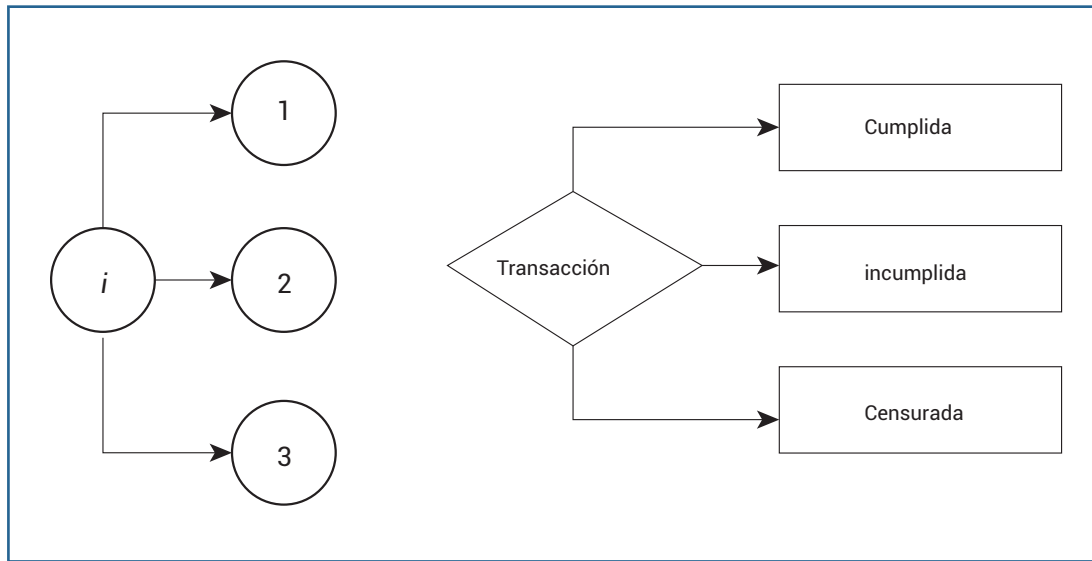 1
i
2
3
Transacción
Cumplida
incumplida
Censurada